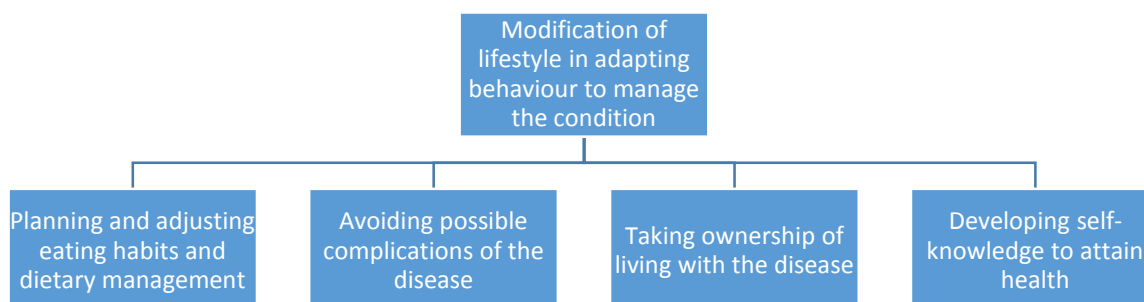 Modification of
lifestyle in adapting
behaviour to manage
the condition
Planning and adjusting
eating habits and
dietary management
Avoiding possible
complications of the
disease
Taking ownership of
living with the disease
Developing self-
knowledge to attain
health